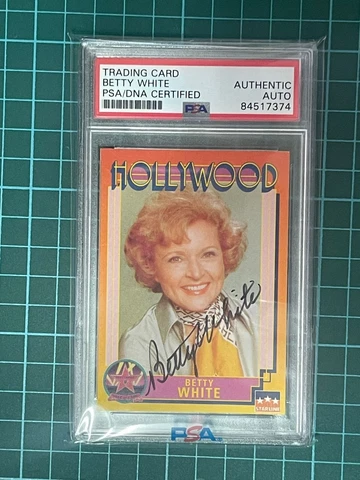 TRADING CARD
BETTY WHITE
PSA/DNA CERTIFIED
AUTHENTIC
AUTO
84517374
PSA
HOLLYWOOD
Betty White
BETTY
WHITE
STARLINE
PSA